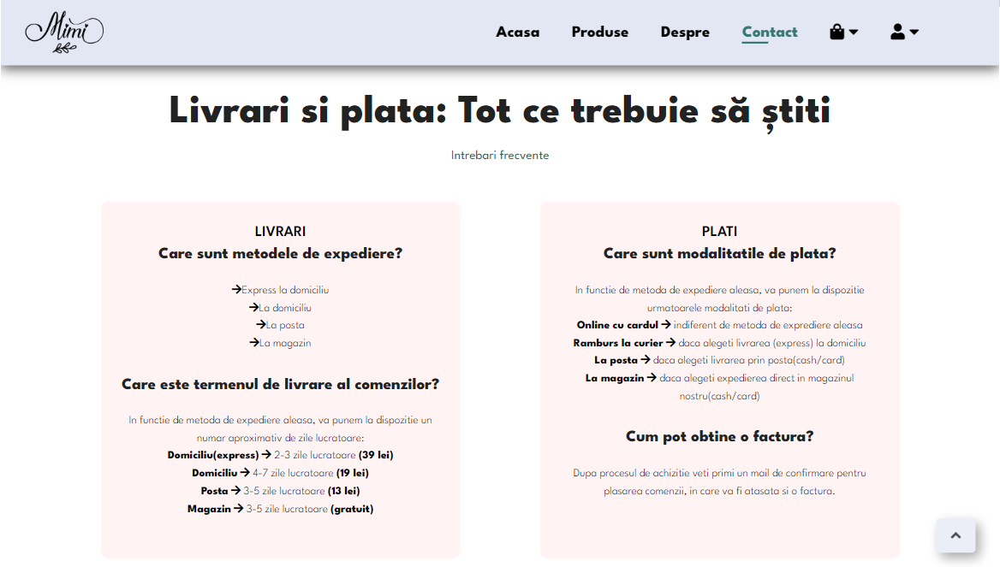 Mimi
Acasa Produse Despre Contact
Livrari si plata: Tot ce trebuie să știti
Intrebari frecvente
LIVRARI
Care sunt metodele de expediere?
→Express la domiciliu
→La domiciliu
→La posta
→La magazin
Care este termenul de livrare al comenzilor?
In functie de metoda de expediere aleasa, va punem la dispozitie un
numar aproximativ de zile lucratoare:
Domiciliu(express) → 2-3 zile lucratoare (39 lei)
Domiciliu → 4-7 zile lucratoare (19 lei)
Posta → 3-5 zile lucratoare (13 lei)
Magazin → 3-5 zile lucratoare (gratuit)
PLATI
Care sunt modalitatile de plata?
In functie de metoda de expediere aleasa, va punem la dispozitie
urmatoarele modalitati de plata:
Online cu cardul → indiferent de metoda de exprediere aleasa
Ramburs la curier → daca alegeti livrarea (express) la domiciliu
La posta → daca alegeti livrarea prin posta(cash/card)
La magazin → daca alegeti expedierea direct in magazinul
nostru(cash/card)
Cum pot obtine o factura?
Dupa procesul de achizitie veti primi un mail de confirmare pentru
plasarea comenzii, in care va fi atasata si o factura.